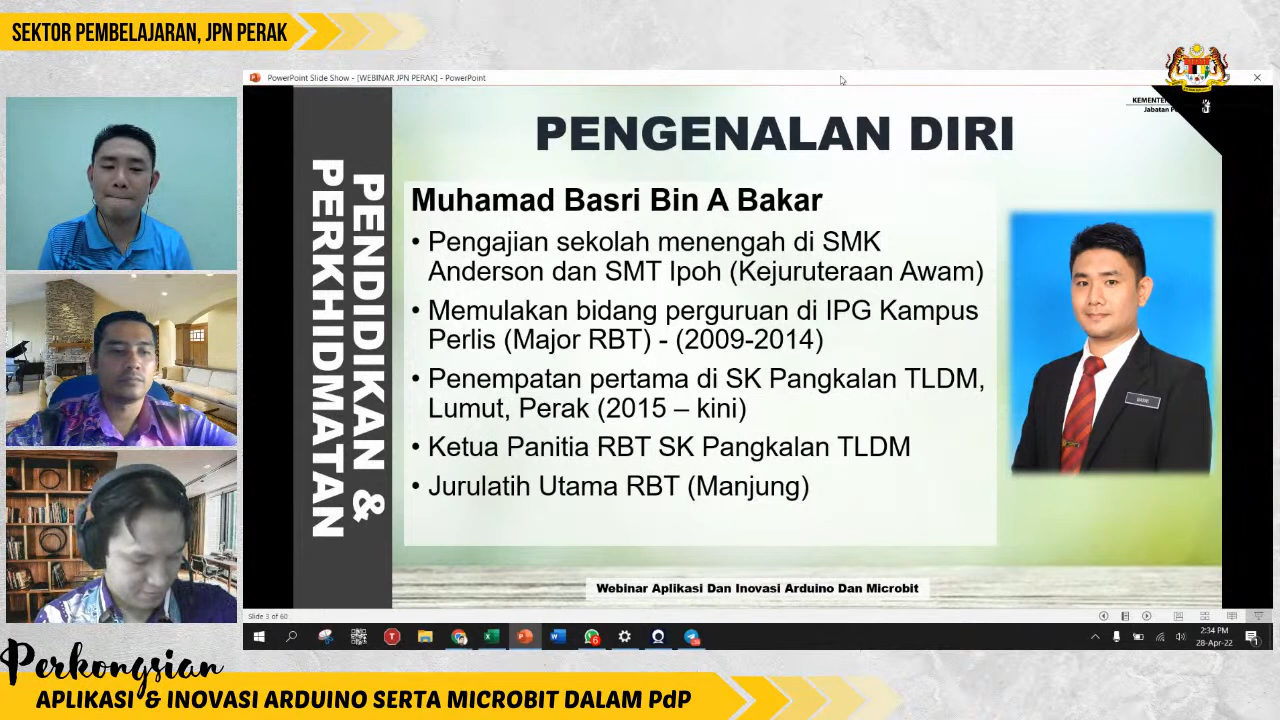 SEKTOR PEMBELAJARAN, JPN PERAK
PowerPoint Slide Show - [WEBINAR JPN PERAK] - PowerPoint
KEMENTE
Jabatan P
3
PENGENALAN DIRI
PENDIDIKAN &
PERKHIDMATAN
Muhamad Basri Bin A Bakar
• Pengajian sekolah menengah di SMK
Anderson dan SMT Ipoh (Kejuruteraan Awam)
• Memulakan bidang perguruan di IPG Kampus
Perlis (Major RBT) - (2009-2014)
• Penempatan pertama di SK Pangkalan TLDM,
Lumut, Perak (2015 – kini)
• Ketua Panitia RBT SK Pangkalan TLDM
• Jurulatih Utama RBT (Manjung)
BASRI
Webinar Aplikasi Dan Inovasi Arduino Dan Microbit
Slide 3 of 60
2:34 PM
28-Apr-22
Perkongsian
APLIKASI & INOVASI ARDUINO SERTA MICROBIT DALAM PdP